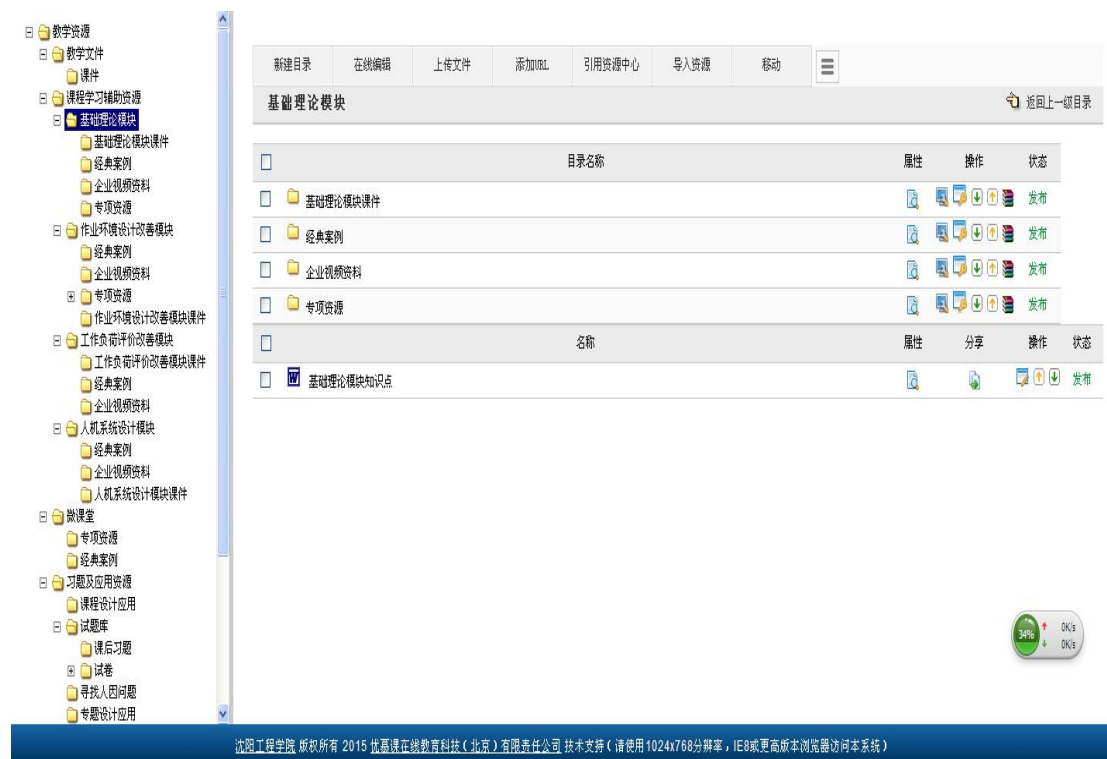 教学资源
教学文件
课件
课程学习辅助资源
基础理论模块
基础理论模块课件
经典案例
企业视频资料
专项资源
作业环境设计改善模块
经典案例
企业视频资料
专项资源
作业环境设计改善模块课件
工作负荷评价改善模块
工作负荷评价改善模块课件
经典案例
企业视频资料
人机系统设计模块
经典案例
企业视频资料
人机系统设计模块课件
微课堂
专项资源
经典案例
习题及应用资源
课程设计应用
试题库
课后习题
试卷
寻找人因问题
专题设计应用
新建目录 在线编辑 上传文件 添加URL 引用资源中心 导入资源 移动
基础理论模块 返回上一级目录
目录名称 属性 操作 状态
基础理论模块课件 发布
经典案例 发布
企业视频资料 发布
专项资源 发布
名称 属性 分享 操作 状态
基础理论模块知识点 发布
34% 0K/s
0K/s
沈阳工程学院 版权所有 2015 优慕课在线教育科技(北京)有限责任公司 技术支持(请使用1024x768分辨率,IE8或更高版本浏览器访问本系统)